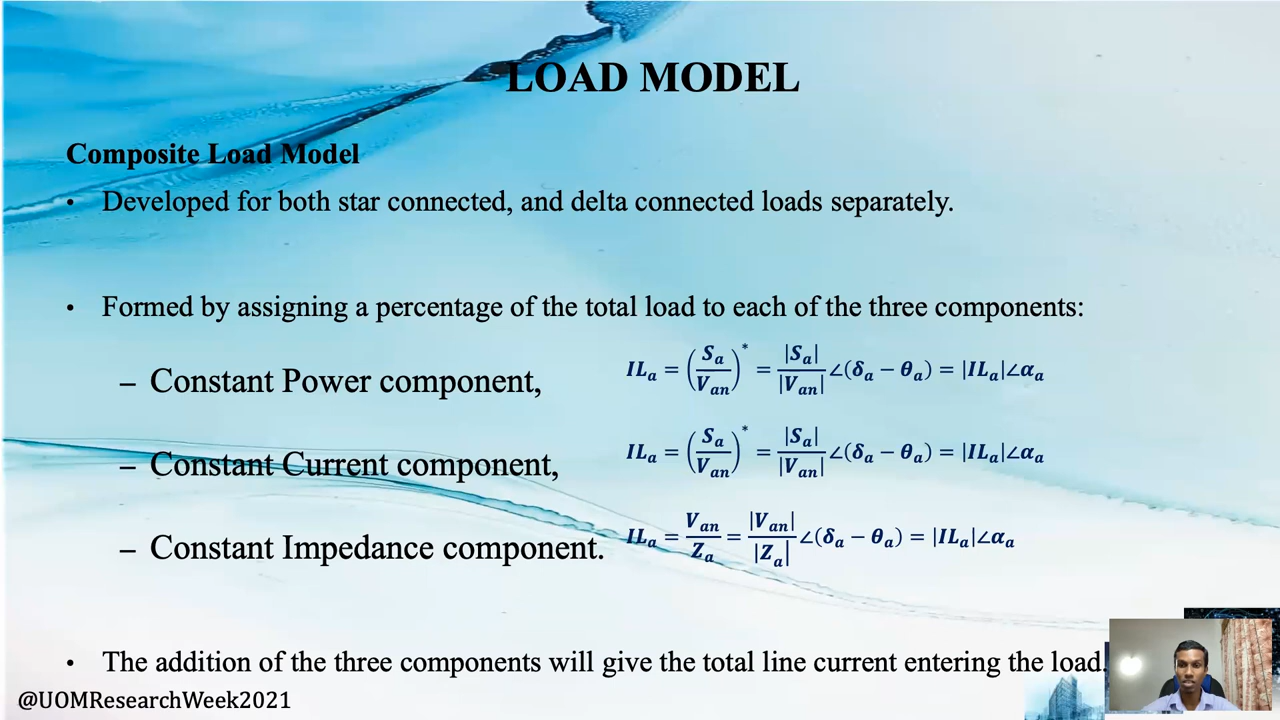 LOAD MODEL
Composite Load Model
• Developed for both star connected, and delta connected loads separately.
• Formed by assigning a percentage of the total load to each of the three components:
– Constant Power component, IL_a = (S_a / V_an)^* = |S_a| / |V_an| ∠(δ_a − θ_a) = |IL_a|∠α_a
– Constant Current component, IL_a = (S_a / V_an)^* = |S_a| / |V_an| ∠(δ_a − θ_a) = |IL_a|∠α_a
– Constant Impedance component. IL_a = V_an / Z_a = |V_an| / |Z_a| ∠(δ_a − θ_a) = |IL_a|∠α_a
• The addition of the three components will give the total line current entering the load.
@UOMResearchWeek2021